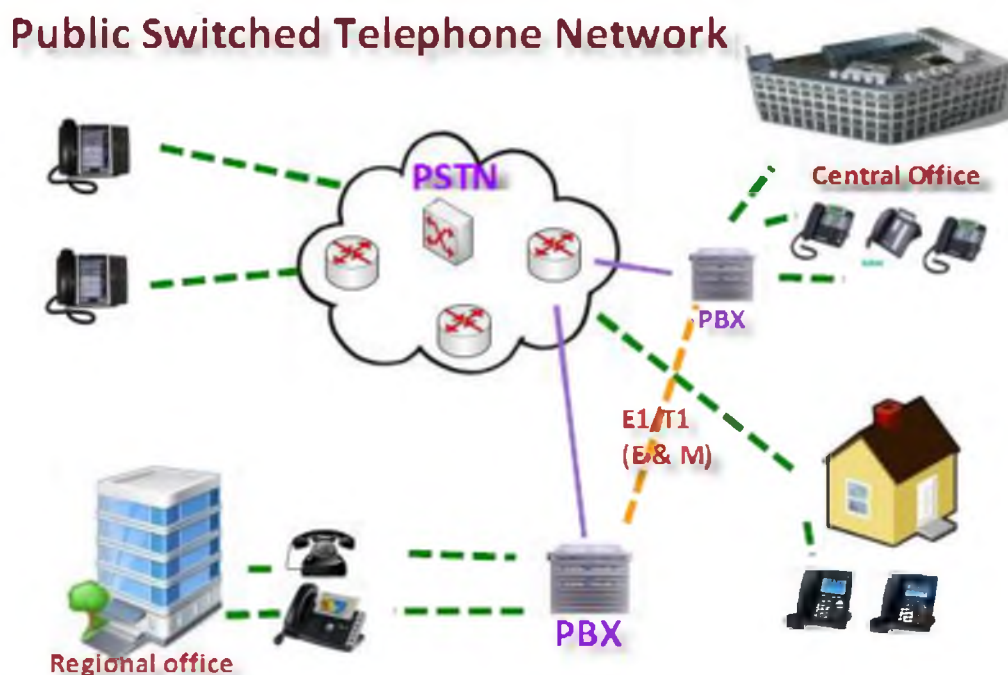 Public Switched Telephone Network
PSTN
Central Office
PBX
E1/T1
(E& M)
PBX
Regional office